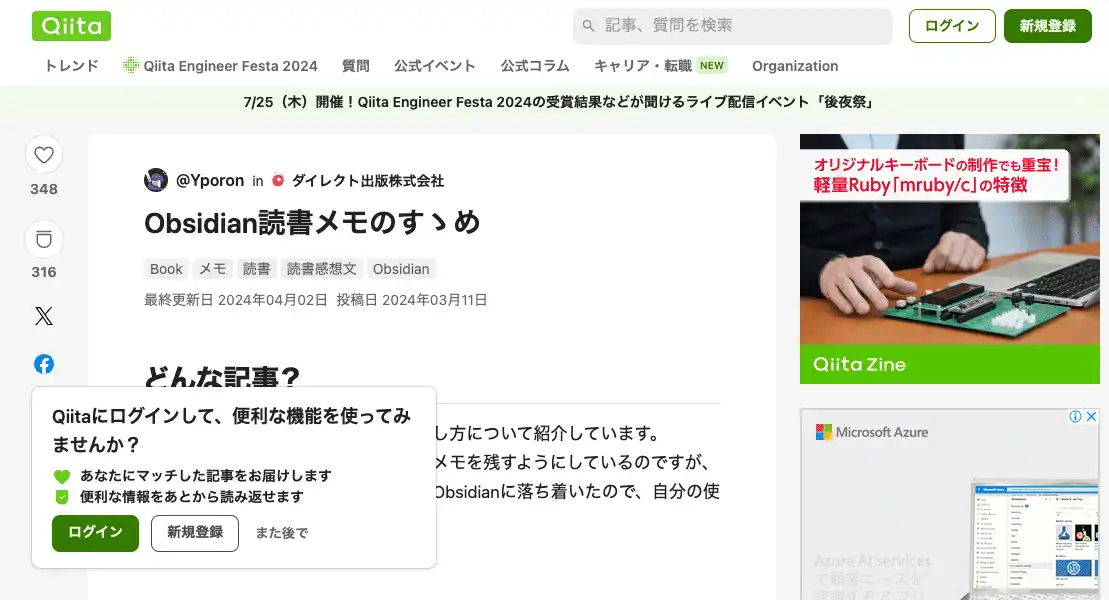 Qiita
記事、質問を検索
ログイン
新規登録
トレンド
Qiita Engineer Festa 2024
質問
公式イベント
公式コラム
キャリア・転職 NEW
Organization
7/25（木）開催！Qiita Engineer Festa 2024の受賞結果などが聞けるライブ配信イベント「後夜祭」
348
316
@Yporon in ダイレクト出版株式会社
Obsidian読書メモのすゝめ
Book メモ 読書 読書感想文 Obsidian
最終更新日 2024年04月02日 投稿日 2024年03月11日
どんな記事？
し方について紹介しています。
メモを残すようにしているのですが、
Obsidianに落ち着いたので、自分の使
Qiitaにログインして、便利な機能を使ってみ
ませんか？
あなたにマッチした記事をお届けします
便利な情報をあとから読み返せます
ログイン
新規登録
また後で
オリジナルキーボードの制作でも重宝！
軽量Ruby「mruby/c」の特徴
Qiita Zine
Microsoft Azure
Azure AI services
で顧客ニーズを